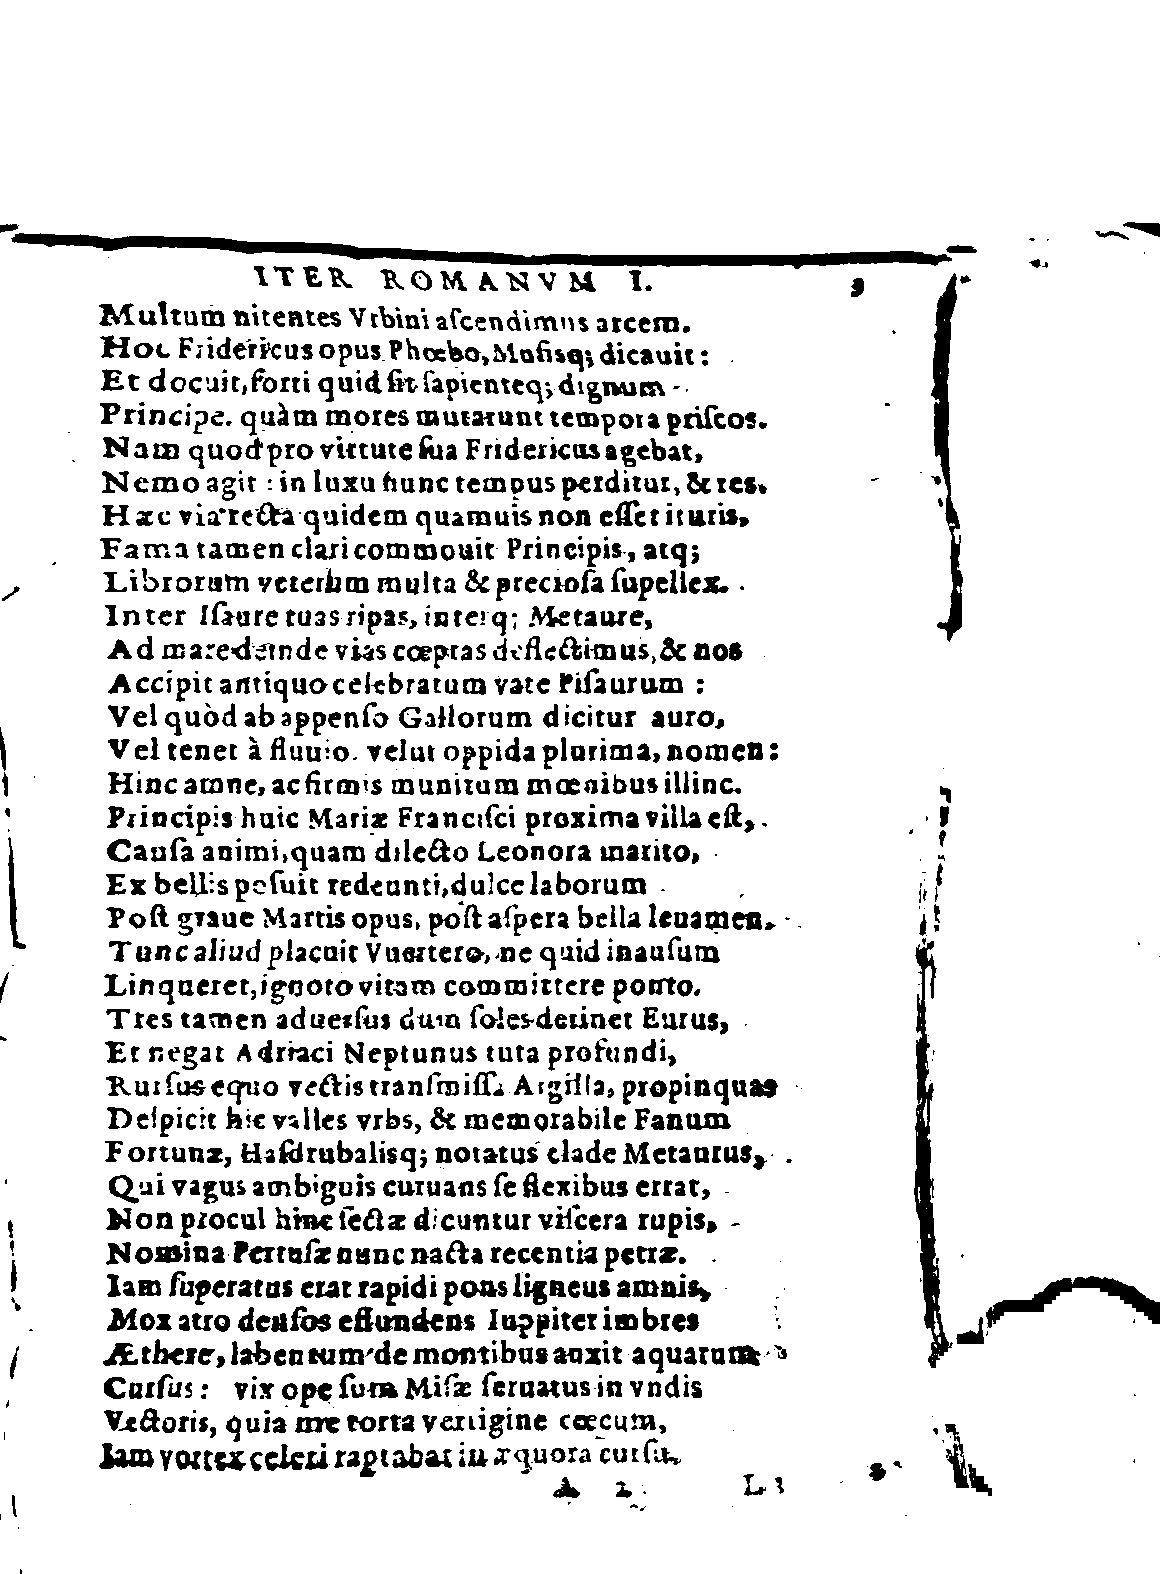 ITER ROMANVM I. 9
Multum nitentes Vrbini aſcendimus arcem.
Hoc Fridericus opus Phœbo, Muſisq; dicauit:
Et docuit, forti quid ſit ſapienteq; dignum
Principe. quàm mores mutarunt tempora priſcos.
Nam quod pro virtute ſua Fridericus agebat,
Nemo agit: in luxu nunc tempus perditur, & res.
Hæc via recta quidem quamuis non eſſet ituris,
Fama tamen clari commouit Principis, atq;
Librorum veterum multa & precioſa ſupellex.
Inter Iſaure tuas ripas, interq; Metaure,
Ad mare deinde vias cœptas deflectimus, & nos
Accipit antiquo celebratum vate Piſaurum:
Vel quòd ab appenſo Gallorum dicitur auro,
Vel tenet à fluuio. velut oppida plurima, nomen:
Hinc amne, ac firmis munitum mœnibus illinc.
Principis huic Mariæ Franciſci proxima villa eſt,
Cauſa animi, quam dilecto Leonora marito,
Ex bellis poſuit redeunti, dulce laborum
Poſt graue Martis opus, poſt aſpera bella leuamen.
Tunc aliud placuit Vuertero, ne quid inauſum
Linqueret, ignoto vitam committere ponto.
Tres tamen aduerſus dum ſoles detinet Eurus,
Et negat Adriaci Neptunus tuta profundi,
Rurſus equo vectis tranſmiſſa Argilla, propinquas
Deſpicit hic valles vrbs, & memorabile Fanum
Fortunæ, Haſdrubalisq; notatus clade Metaurus,
Qui vagus ambiguis curuans ſe flexibus errat,
Non procul hinc ſectæ dicuntur viſcera rupis,
Nomina Pertuſæ nunc nacta recentia petræ.
Iam ſuperatus erat rapidi pons ligneus amnis,
Mox atro denſos effundens Iuppiter imbres
Æthere, labentum de montibus auxit aquarum
Curſus: vix ope ſum Miſæ ſeruatus in vndis
Vectoris, quia me torta vertigine cœcum,
Iam vortex celeri raptabat in æquora curſu.
A 2